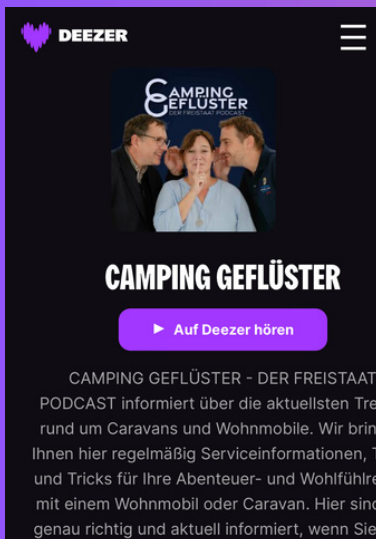 DEEZER
CAMPING
GEFLÜSTER
DER FREISTAAT PODCAST
CAMPING GEFLÜSTER
Auf Deezer hören
CAMPING GEFLÜSTER - DER FREISTAAT
PODCAST informiert über die aktuellsten Tre
rund um Caravans und Wohnmobile. Wir brin
Ihnen hier regelmäßig Serviceinformationen, T
und Tricks für Ihre Abenteuer- und Wohlfühlre
mit einem Wohnmobil oder Caravan. Hier sind
genau richtig und aktuell informiert, wenn Sie